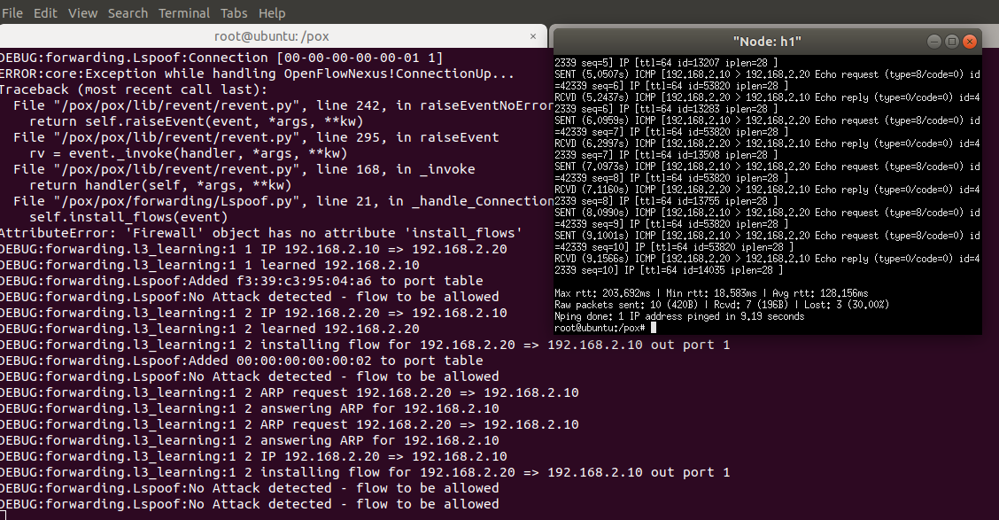 File Edit View Search Terminal Tabs Help
root@ubuntu: /pox ×
DEBUG:forwarding.Lspoof:Connection [00-00-00-00-00-01 1]
ERROR:core:Exception while handling OpenFlowNexus!ConnectionUp...
Traceback (most recent call last):
File "/pox/pox/lib/revent/revent.py", line 242, in raiseEventNoError
return self.raiseEvent(event, *args, **kw)
File "/pox/pox/lib/revent/revent.py", line 295, in raiseEvent
rv = event._invoke(handler, *args, **kw)
File "/pox/pox/lib/revent/revent.py", line 168, in _invoke
return handler(self, *args, **kw)
File "/pox/pox/forwarding/Lspoof.py", line 21, in _handle_Connection
self.install_flows(event)
AttributeError: 'Firewall' object has no attribute 'install_flows'
DEBUG:forwarding.l3_learning:1 1 IP 192.168.2.10 => 192.168.2.20
DEBUG:forwarding.l3_learning:1 1 learned 192.168.2.10
DEBUG:forwarding.Lspoof:Added f3:39:c3:95:04:a6 to port table
DEBUG:forwarding.Lspoof:No Attack detected - flow to be allowed
DEBUG:forwarding.l3_learning:1 2 IP 192.168.2.20 => 192.168.2.10
DEBUG:forwarding.l3_learning:1 2 learned 192.168.2.20
DEBUG:forwarding.l3_learning:1 2 installing flow for 192.168.2.20 => 192.168.2.10 out port 1
DEBUG:forwarding.Lspoof:Added 00:00:00:00:00:02 to port table
DEBUG:forwarding.Lspoof:No Attack detected - flow to be allowed
DEBUG:forwarding.l3_learning:1 2 ARP request 192.168.2.20 => 192.168.2.10
DEBUG:forwarding.l3_learning:1 2 answering ARP for 192.168.2.10
DEBUG:forwarding.l3_learning:1 2 ARP request 192.168.2.20 => 192.168.2.10
DEBUG:forwarding.l3_learning:1 2 answering ARP for 192.168.2.10
DEBUG:forwarding.l3_learning:1 2 IP 192.168.2.20 => 192.168.2.10
DEBUG:forwarding.l3_learning:1 2 installing flow for 192.168.2.20 => 192.168.2.10 out port 1
DEBUG:forwarding.Lspoof:No Attack detected - flow to be allowed
DEBUG:forwarding.Lspoof:No Attack detected - flow to be allowed
"Node: h1"
2339 seq=5] IP [ttl=64 id=13207 iplen=28 ]
SENT (5.0507s) ICMP [192.168.2.10 > 192.168.2.20 Echo request (type=8/code=0) id
=42339 seq=6] IP [ttl=64 id=53820 iplen=28 ]
RCVD (5.2437s) ICMP [192.168.2.20 > 192.168.2.10 Echo reply (type=0/code=0) id=4
2339 seq=6] IP [ttl=64 id=13283 iplen=28 ]
SENT (6.0959s) ICMP [192.168.2.10 > 192.168.2.20 Echo request (type=8/code=0) id
=42339 seq=7] IP [ttl=64 id=53820 iplen=28 ]
RCVD (6.2997s) ICMP [192.168.2.20 > 192.168.2.10 Echo reply (type=0/code=0) id=4
2339 seq=7] IP [ttl=64 id=13508 iplen=28 ]
SENT (7.0973s) ICMP [192.168.2.10 > 192.168.2.20 Echo request (type=8/code=0) id
=42339 seq=8] IP [ttl=64 id=53820 iplen=28 ]
RCVD (7.1160s) ICMP [192.168.2.20 > 192.168.2.10 Echo reply (type=0/code=0) id=4
2339 seq=8] IP [ttl=64 id=13755 iplen=28 ]
SENT (8.0990s) ICMP [192.168.2.10 > 192.168.2.20 Echo request (type=8/code=0) id
=42339 seq=9] IP [ttl=64 id=53820 iplen=28 ]
SENT (9.1001s) ICMP [192.168.2.10 > 192.168.2.20 Echo request (type=8/code=0) id
=42339 seq=10] IP [ttl=64 id=53820 iplen=28 ]
RCVD (9.1566s) ICMP [192.168.2.20 > 192.168.2.10 Echo reply (type=0/code=0) id=4
2339 seq=10] IP [ttl=64 id=14035 iplen=28 ]
Max rtt: 203.692ms | Min rtt: 18.583ms | Avg rtt: 128.156ms
Raw packets sent: 10 (420B) | Rcvd: 7 (196B) | Lost: 3 (30.00%)
Nping done: 1 IP address pinged in 9.19 seconds
root@ubuntu:/pox#